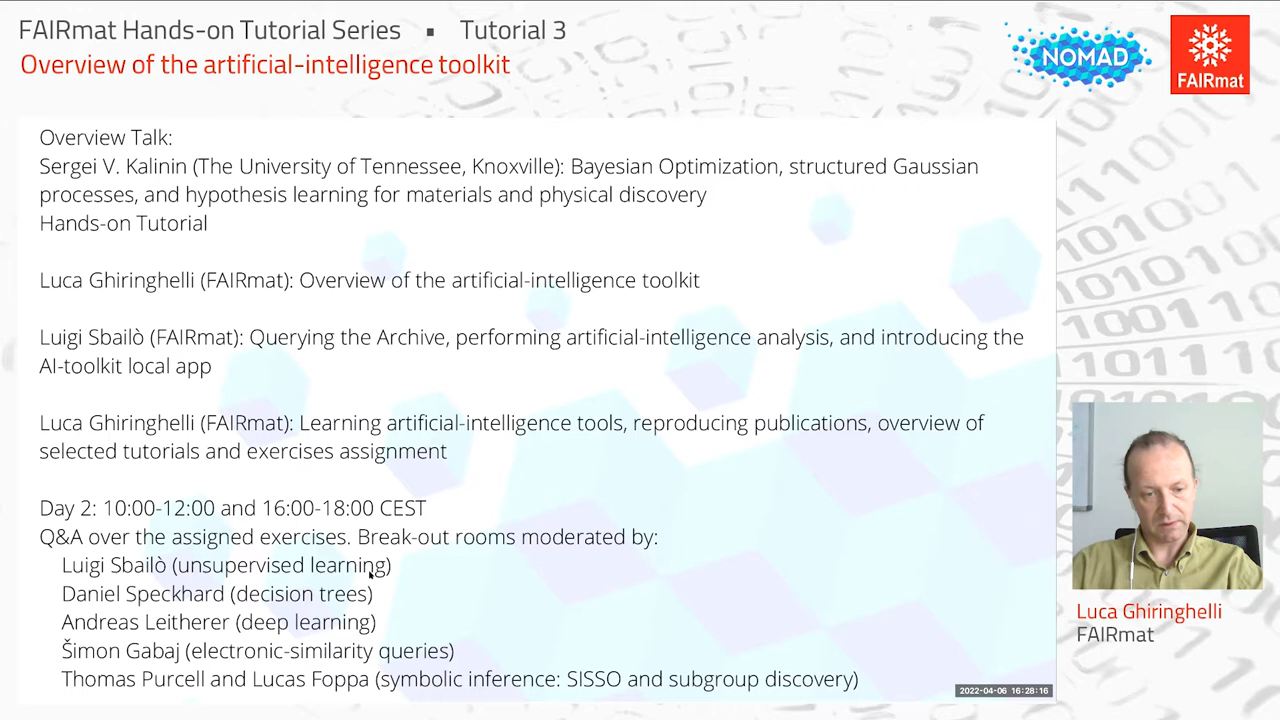 FAIRmat Hands-on Tutorial Series ▪ Tutorial 3
Overview of the artificial-intelligence toolkit
NOMAD
FAIRmat
Overview Talk:
Sergei V. Kalinin (The University of Tennessee, Knoxville): Bayesian Optimization, structured Gaussian
processes, and hypothesis learning for materials and physical discovery
Hands-on Tutorial
Luca Ghiringhelli (FAIRmat): Overview of the artificial-intelligence toolkit
Luigi Sbailò (FAIRmat): Querying the Archive, performing artificial-intelligence analysis, and introducing the
AI-toolkit local app
Luca Ghiringhelli (FAIRmat): Learning artificial-intelligence tools, reproducing publications, overview of
selected tutorials and exercises assignment
Day 2: 10:00-12:00 and 16:00-18:00 CEST
Q&A over the assigned exercises. Break-out rooms moderated by:
Luigi Sbailò (unsupervised learning)
Daniel Speckhard (decision trees)
Andreas Leitherer (deep learning)
Šimon Gabaj (electronic-similarity queries)
Thomas Purcell and Lucas Foppa (symbolic inference: SISSO and subgroup discovery)
2022-04-06 16:28:16
Luca Ghiringhelli
FAIRmat